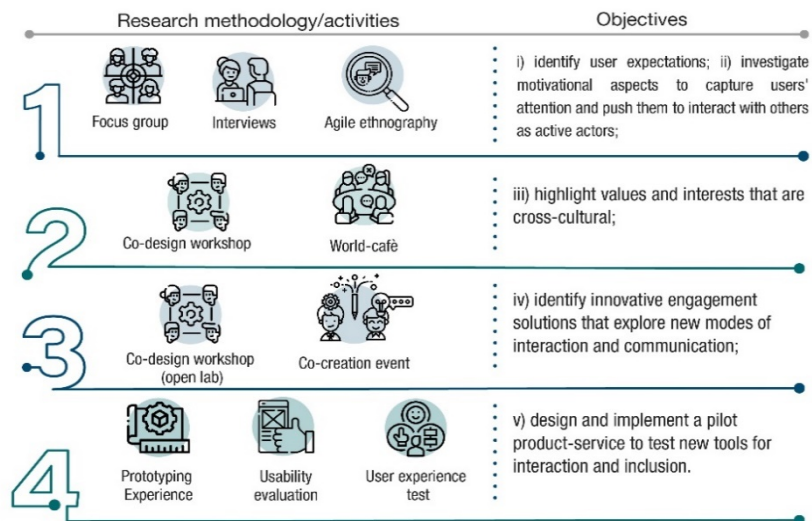 Research methodology/activities
Objectives
1
Focus group
Interviews
Agile ethnography
i) identify user expectations; ii) investigate
motivational aspects to capture users'
attention and push them to interact with others
as active actors;
2
Co-design workshop
World-cafè
iii) highlight values and interests that are
cross-cultural;
3
Co-design workshop
(open lab)
Co-creation event
iv) identify innovative engagement
solutions that explore new modes of
interaction and communication;
4
Prototyping
Experience
Usability
evaluation
User experience
test
v) design and implement a pilot
product-service to test new tools for
interaction and inclusion.